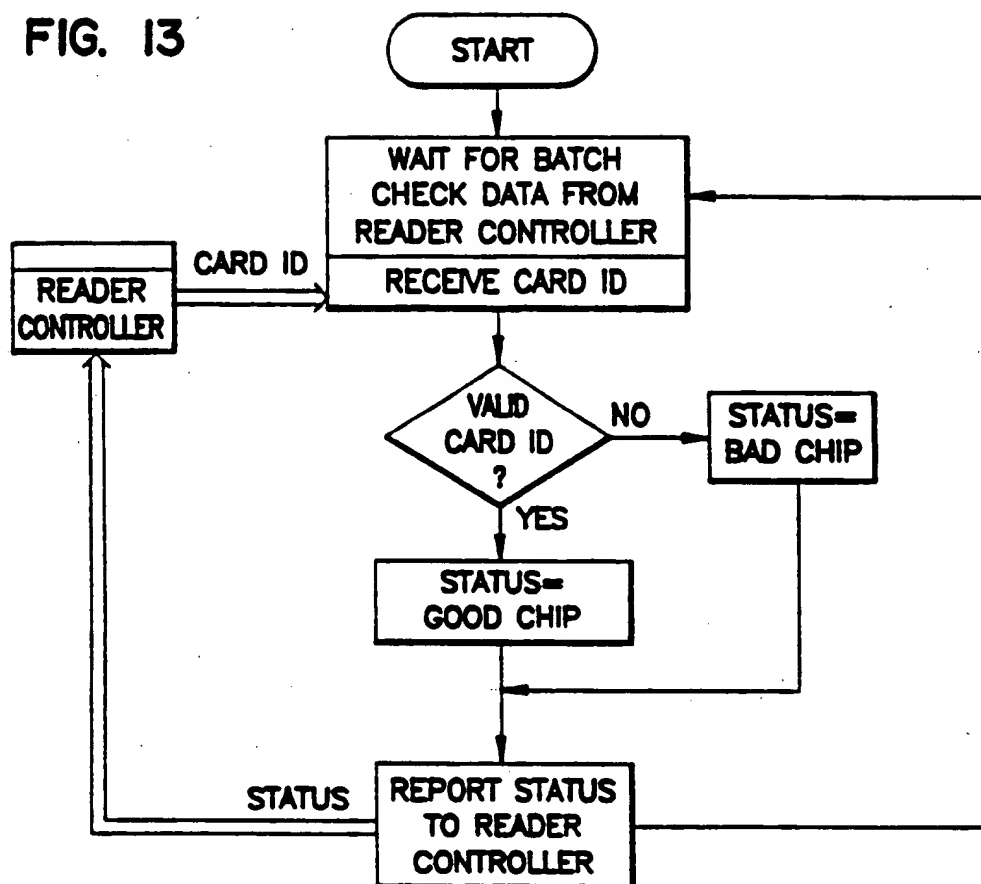 FIG. 13
START
WAIT FOR BATCH
CHECK DATA FROM
READER CONTROLLER
RECEIVE CARD ID
CARD ID
READER
CONTROLLER
VALID
CARD ID
?
NO
STATUS=
BAD CHIP
YES
STATUS=
GOOD CHIP
STATUS
REPORT STATUS
TO READER
CONTROLLER